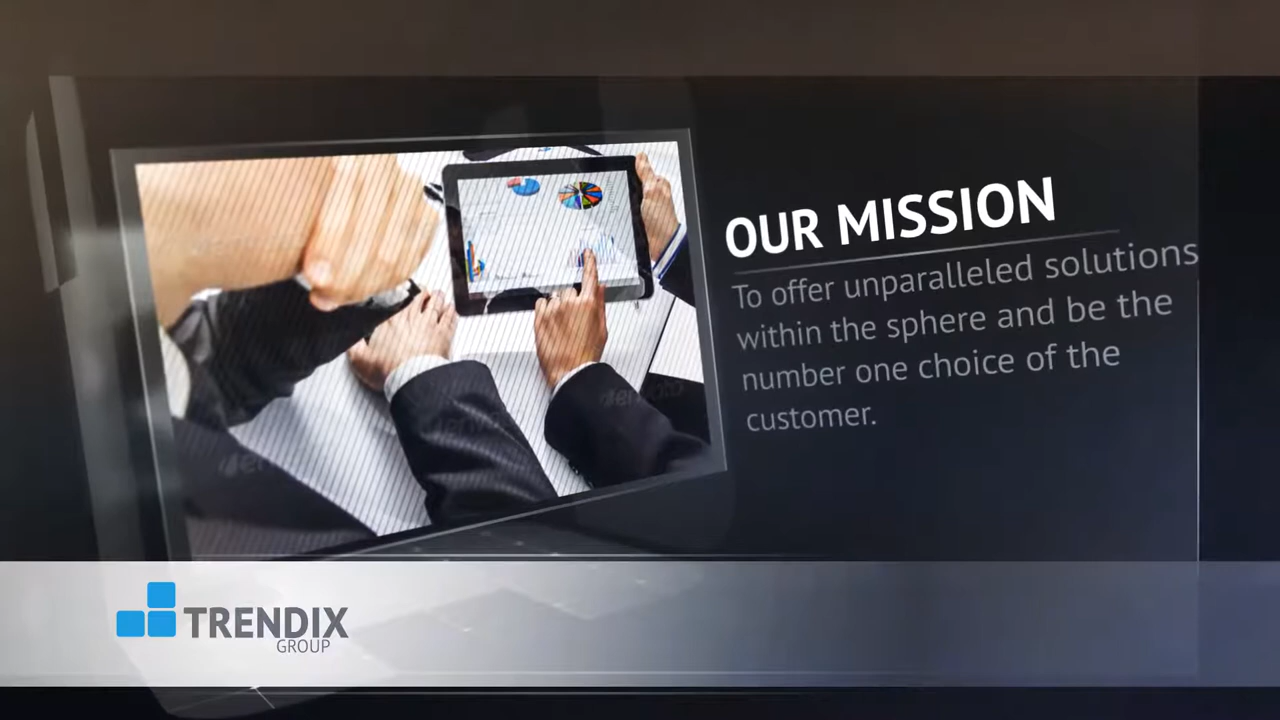 OUR MISSION
To offer unparalleled solutions
within the sphere and be the
number one choice of the
customer.
TRENDIX
GROUP